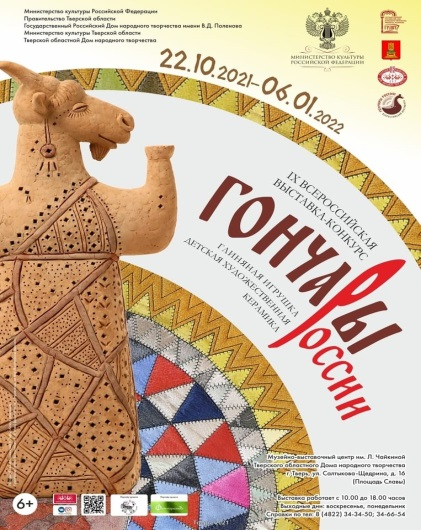 Министерство культуры Российской Федерации
Правительство Тверской области
Государственный Российский Дом народного творчества имени В.Д. Поленова
Министерство культуры Тверской области
Тверской областной Дом народного творчества
МИНИСТЕРСТВО КУЛЬТУРЫ
РОССИЙСКОЙ ФЕДЕРАЦИИ
22.10.2021-06.01.2022
IX ВСЕРОССИЙСКАЯ
ВЫСТАВКА-КОНКУРС
ГОНЧАРЫ
РОССИИ
ГЛИНЯНАЯ ИГРУШКА
ДЕТСКАЯ ХУДОЖЕСТВЕННАЯ
КЕРАМИКА
Музейно-выставочный центр им. Л. Чайкиной
Тверского областного Дома народного творчества
г. Тверь, ул. Салтыкова-Щедрина, д. 16
(Площадь Славы)
Выставка работает с 10.00 до 18.00 часов
Выходные дни: воскресенье, понедельник
Справки по тел.: 8 (4822) 34-34-50; 34-66-54
6+